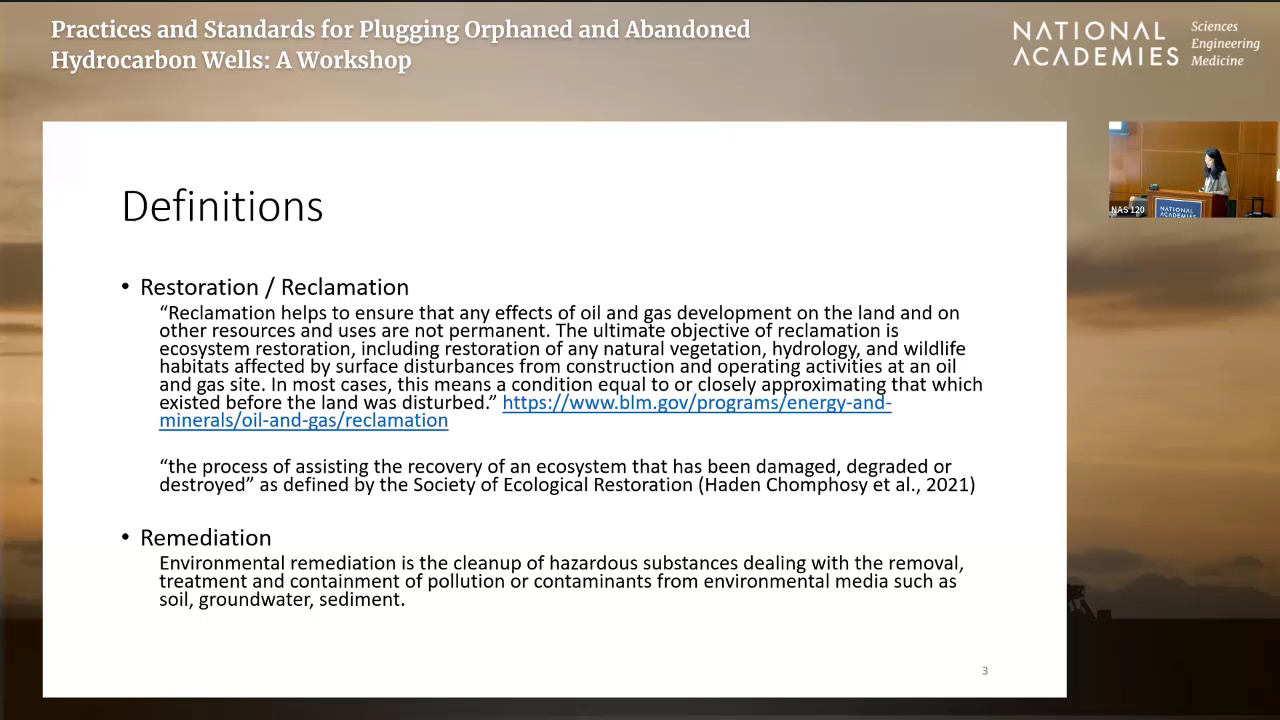 Practices and Standards for Plugging Orphaned and Abandoned
Hydrocarbon Wells: A Workshop
NATIONAL
ACADEMIES
Sciences
Engineering
Medicine
Definitions
• Restoration / Reclamation
“Reclamation helps to ensure that any effects of oil and gas development on the land and on
other resources and uses are not permanent. The ultimate objective of reclamation is
ecosystem restoration, including restoration of any natural vegetation, hydrology, and wildlife
habitats affected by surface disturbances from construction and operating activities at an oil
and gas site. In most cases, this means a condition equal to or closely approximating that which
existed before the land was disturbed.” https://www.blm.gov/programs/energy-and-
minerals/oil-and-gas/reclamation
“the process of assisting the recovery of an ecosystem that has been damaged, degraded or
destroyed” as defined by the Society of Ecological Restoration (Haden Chomphosy et al., 2021)
• Remediation
Environmental remediation is the cleanup of hazardous substances dealing with the removal,
treatment and containment of pollution or contaminants from environmental media such as
soil, groundwater, sediment.
3
NAS 120
NATIONAL
ACADEMIES